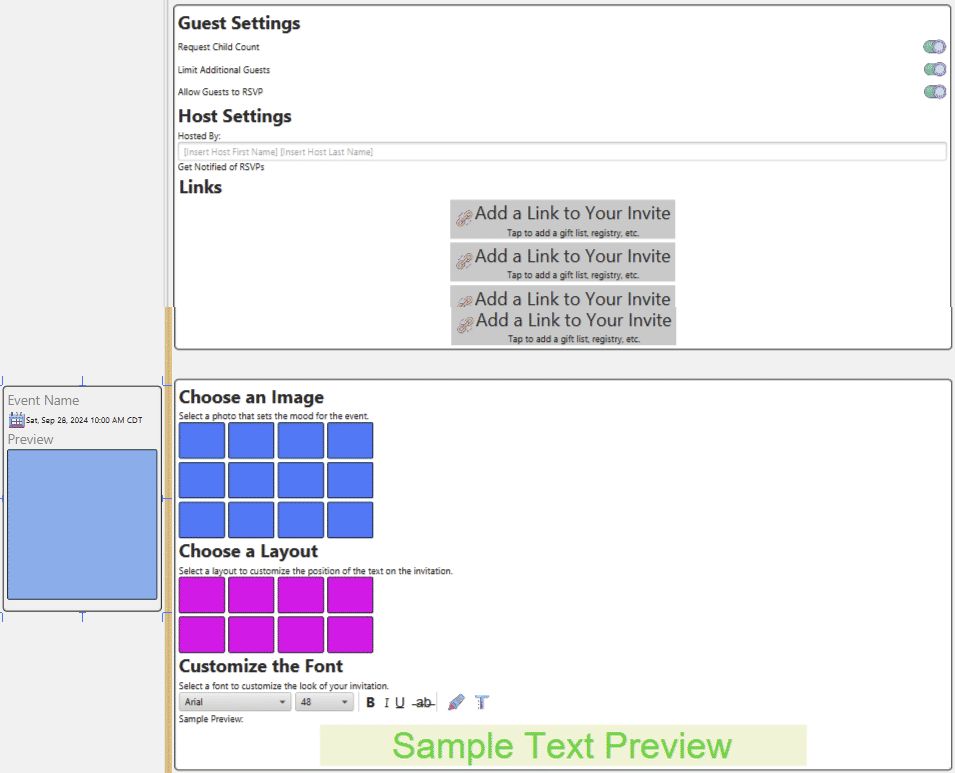 Guest Settings
Request Child Count
Limit Additional Guests
Allow Guests to RSVP
Host Settings
Hosted By:
[Insert Host First Name] [Insert Host Last Name]
Get Notified of RSVPs
Links
Add a Link to Your Invite
Tap to add a gift list, registry, etc.
Add a Link to Your Invite
Tap to add a gift list, registry, etc.
Add a Link to Your Invite
Add a Link to Your Invite
Tap to add a gift list, registry, etc.
Event Name
Sat, Sep 28, 2024 10:00 AM CDT
Preview
Choose an Image
Select a photo that sets the mood for the event.
Choose a Layout
Select a layout to customize the position of the text on the invitation.
Customize the Font
Select a font to customize the look of your invitation.
Arial 48 B I U ab T
Sample Preview:
Sample Text Preview